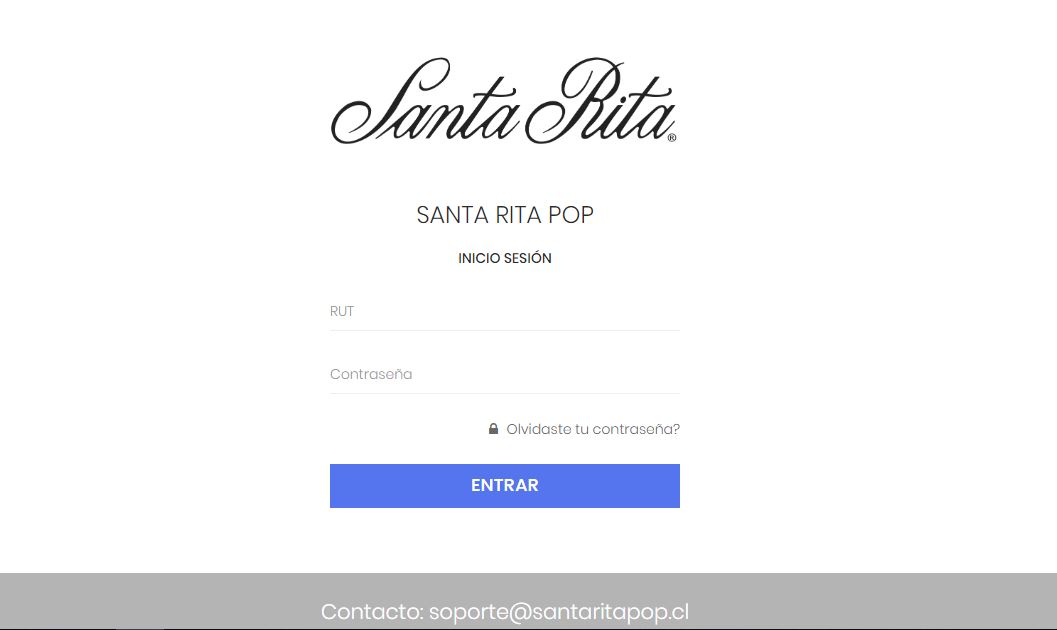 Santa Rita®
SANTA RITA POP
INICIO SESIÓN
RUT
Contraseña
Olvidaste tu contraseña?
ENTRAR
Contacto: soporte@santaritapop.cl